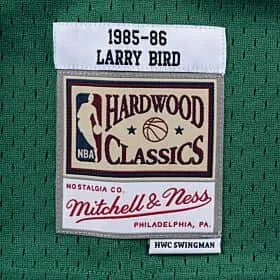 1985-86
LARRY BIRD
HARDWOOD
NBA
CLASSICS
NOSTALGIA CO.
Mitchell & Ness
PHILADELPHIA, PA.
HWC SWINGMAN